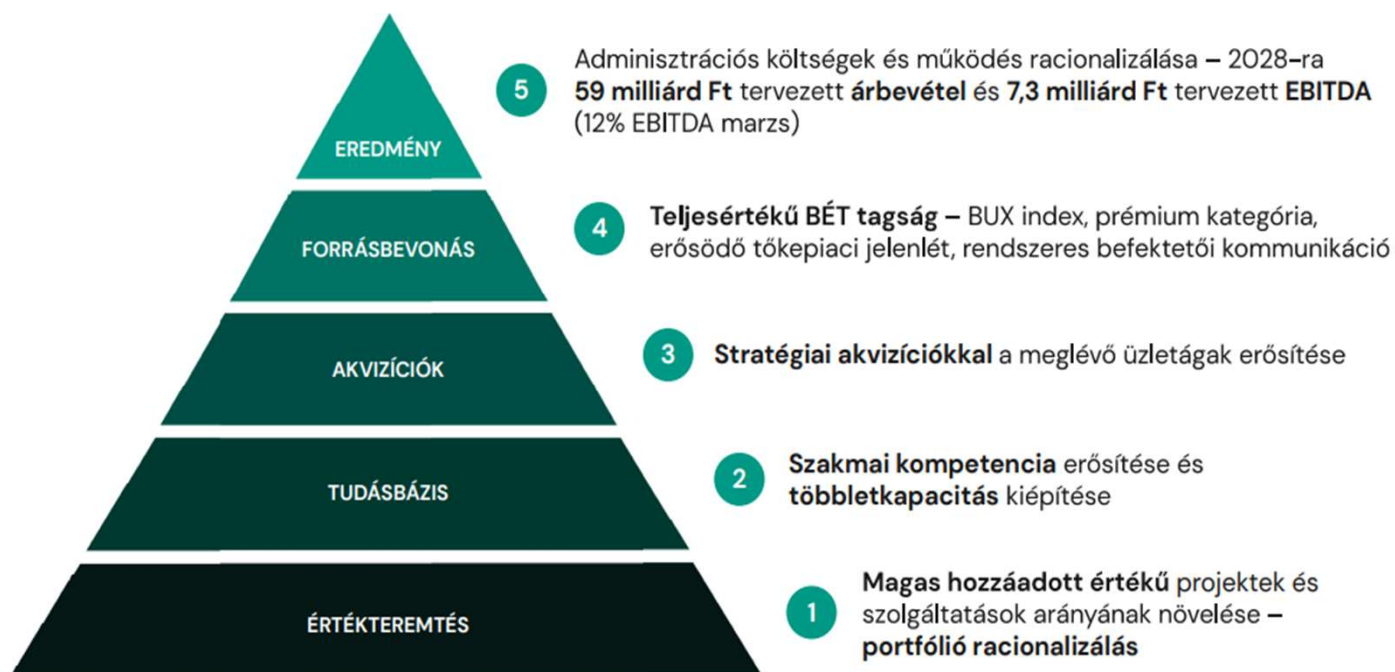 5
Adminisztrációs költségek és működés racionalizálása – 2028-ra
59 milliárd Ft tervezett árbevétel és 7,3 milliárd Ft tervezett EBITDA
(12% EBITDA marzs)
EREDMÉNY
4
Teljesértékű BÉT tagság – BUX index, prémium kategória,
erősödő tőkepiaci jelenlét, rendszeres befektetői kommunikáció
FORRÁSBEVONÁS
3
Stratégiai akvizíciókkal a meglévő üzletágak erősítése
AKVIZÍCIÓK
2
Szakmai kompetencia erősítése és
többletkapacitás kiépítése
TUDÁSBÁZIS
1
Magas hozzáadott értékű projektek és
szolgáltatások arányának növelése –
portfólió racionalizálás
ÉRTÉKTEREMTÉS